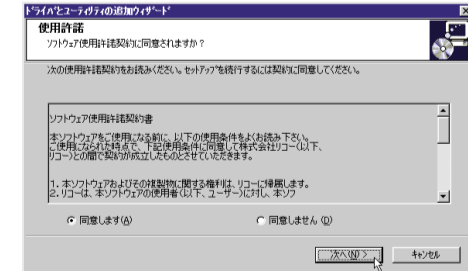 ドライバとユーティリティの追加ウィザード
使用許諾
ソフトウェア使用許諾契約に同意されますか？
次の使用許諾契約をお読みください。セットアップを続行するには契約に同意してください。
ソフトウェア使用許諾契約書
本ソフトウェアをご使用になる前に、以下の使用条件をよくお読み下さい。
ご使用になられた時点で、下記使用条件に同意して株式会社リコー（以下、
リコー）との間で契約が成立したものとさせていただきます。
1. 本ソフトウェアおよびその複製物に関する権利は、リコーに帰属します。
2. リコーは、本ソフトウェアの使用者（以下、ユーザー）に対し、本ソフ
同意します(A)
同意しません (D)
次へ(N) >
キャンセル